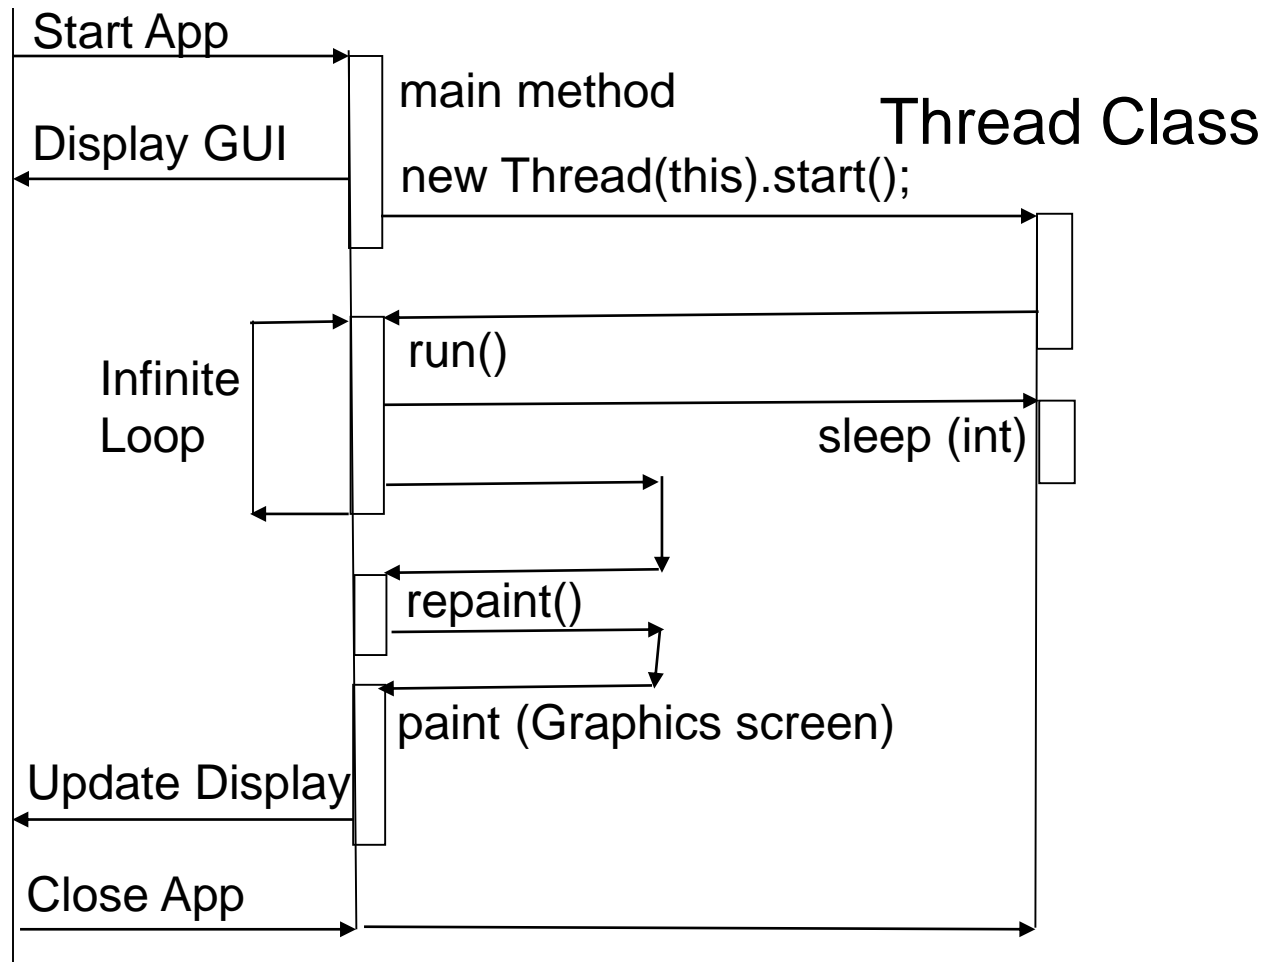 Start App
main method
Thread Class
Display GUI
new Thread(this).start();
run()
Infinite
Loop
sleep (int)
repaint()
paint (Graphics screen)
Update Display
Close App